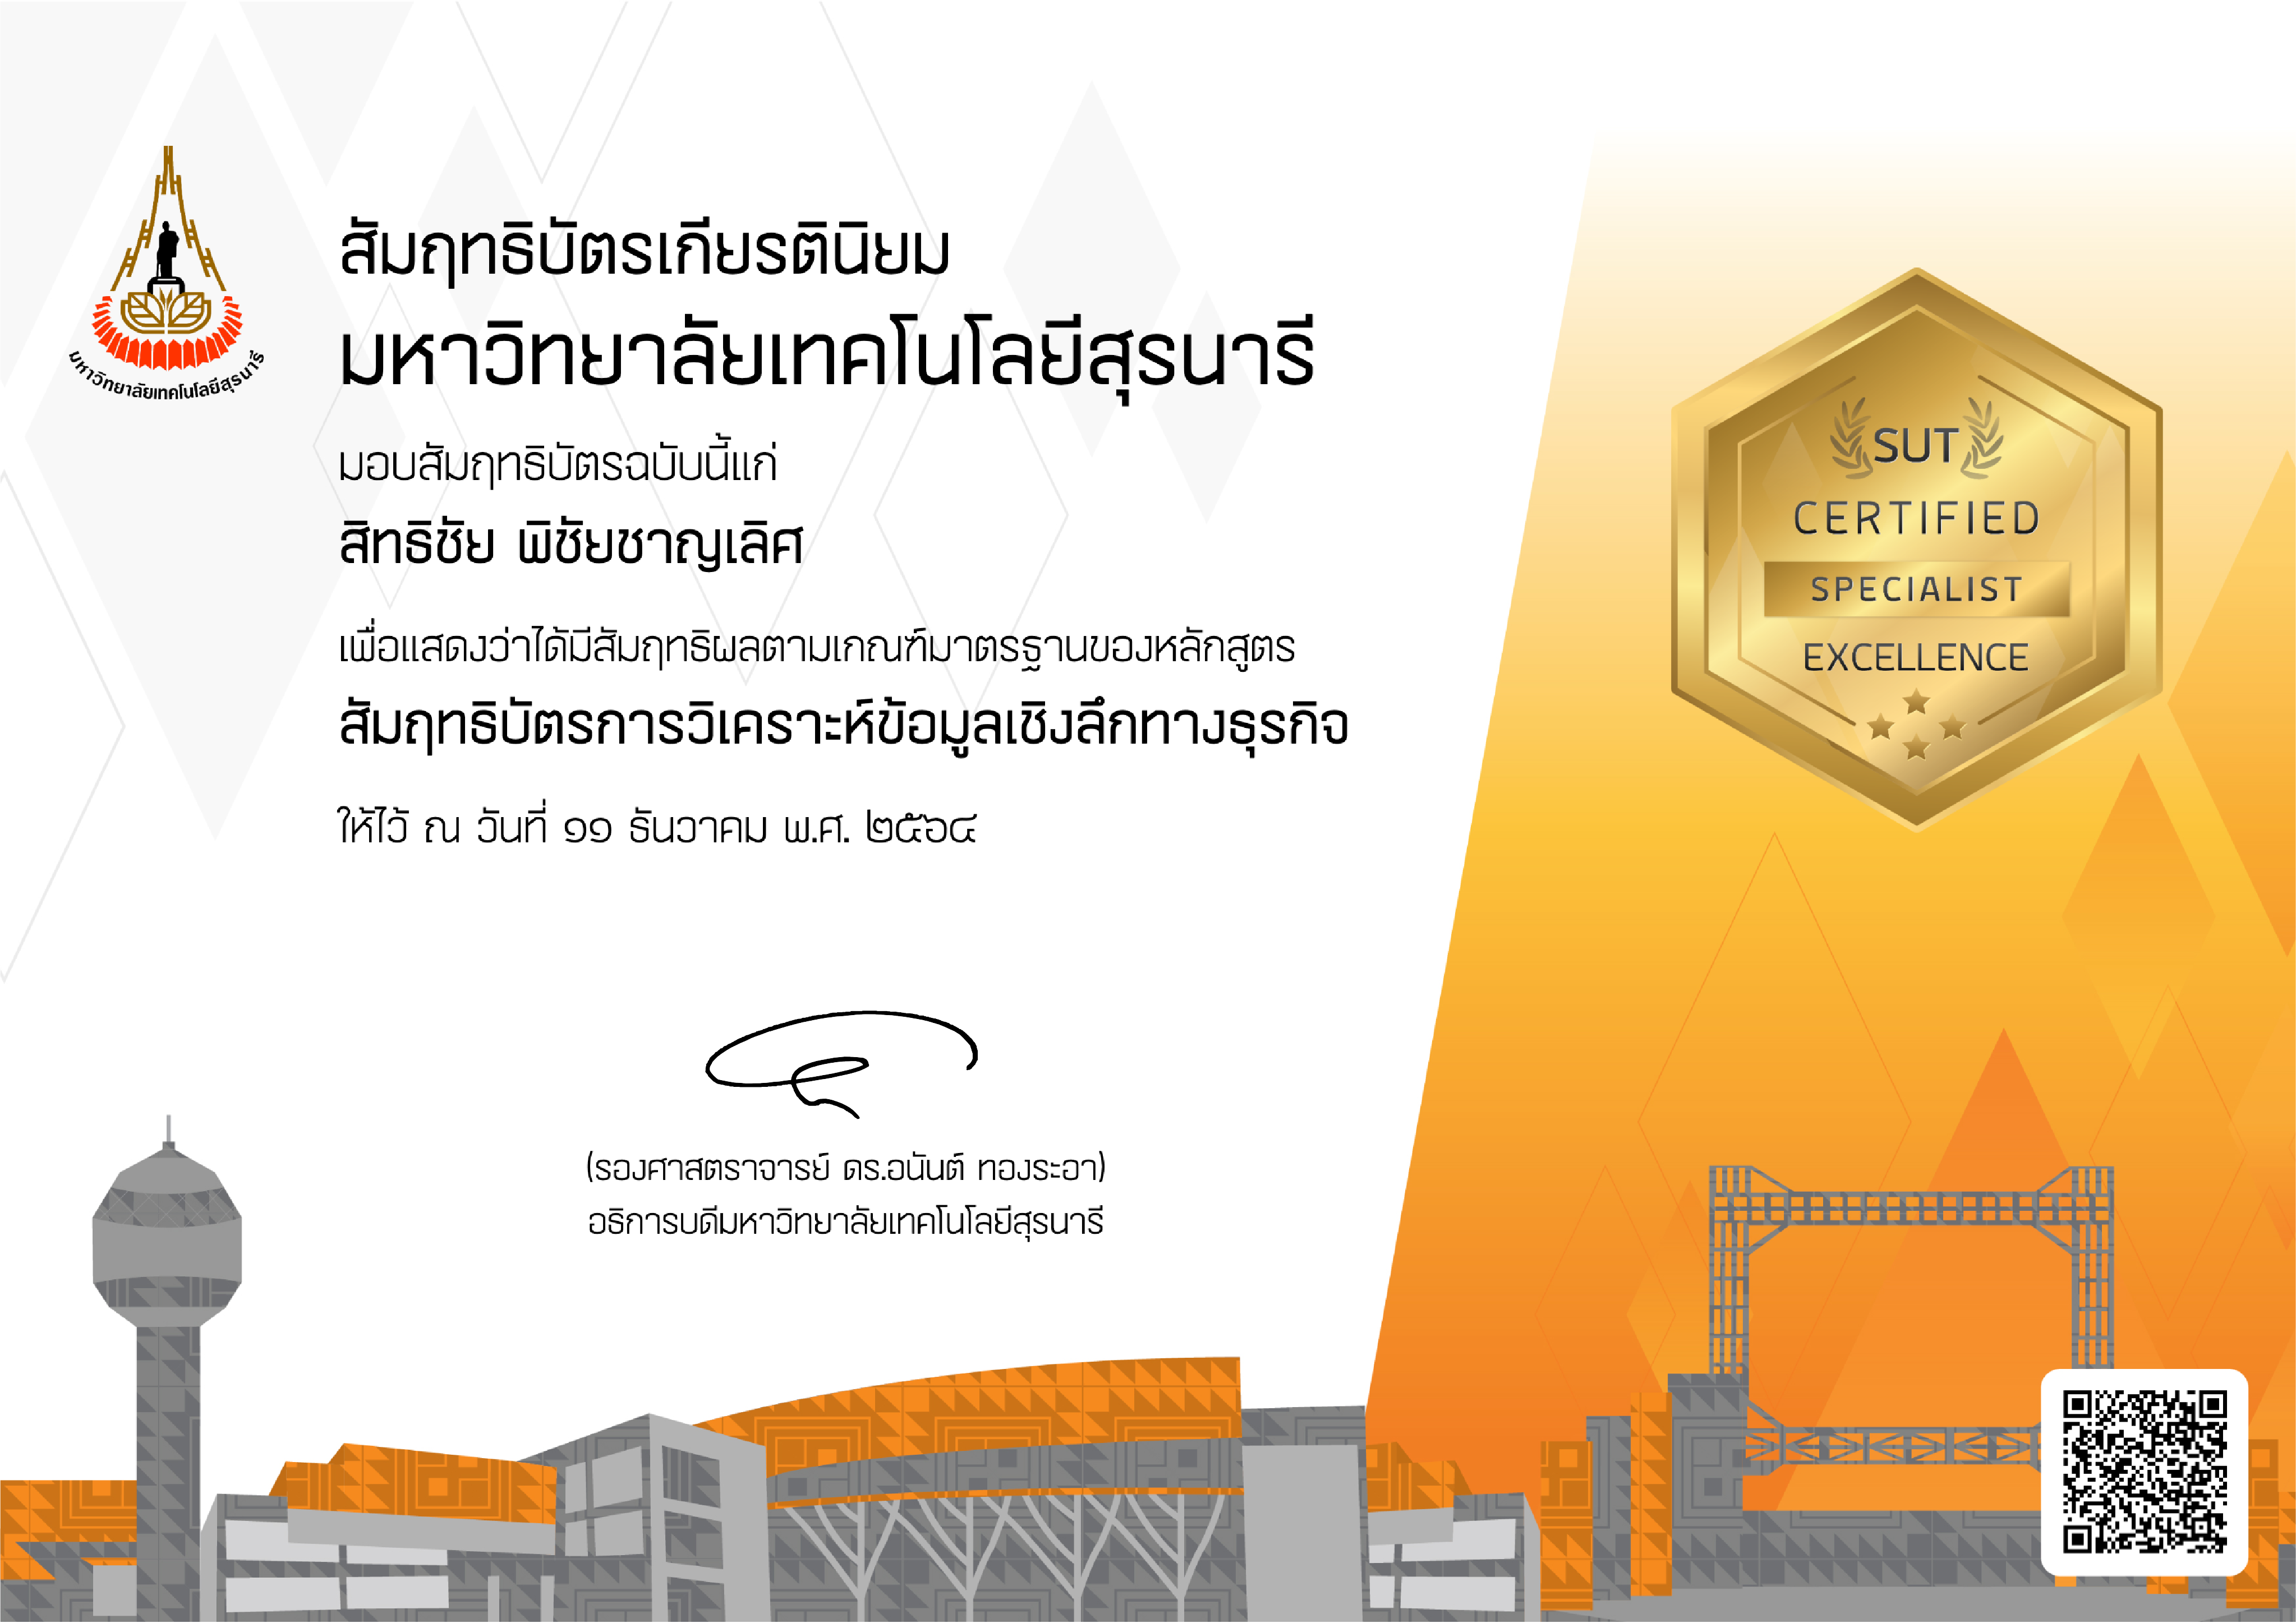 มหาวิทยาลัยเทคโนโลยีสุรนารี
สัมฤทธิบัตรเกียรตินิยม
มหาวิทยาลัยเทคโนโลยีสุรนารี
มอบสัมฤทธิบัตรฉบับนี้แก่
สิทธิชัย พิชัยชาญเลิศ
เพื่อแสดงว่าได้มีสัมฤทธิผลตามเกณฑ์มาตรฐานของหลักสูตร
สัมฤทธิบัตรการวิเคราะห์ข้อมูลเชิงลึกทางธุรกิจ
ให้ไว้ ณ วันที่ ๑๑ ธันวาคม พ.ศ. ๒๕๖๔
(รองศาสตราจารย์ ดร.อนันต์ ทองระอา)
อธิการบดีมหาวิทยาลัยเทคโนโลยีสุรนารี
SUT
CERTIFIED
SPECIALIST
EXCELLENCE